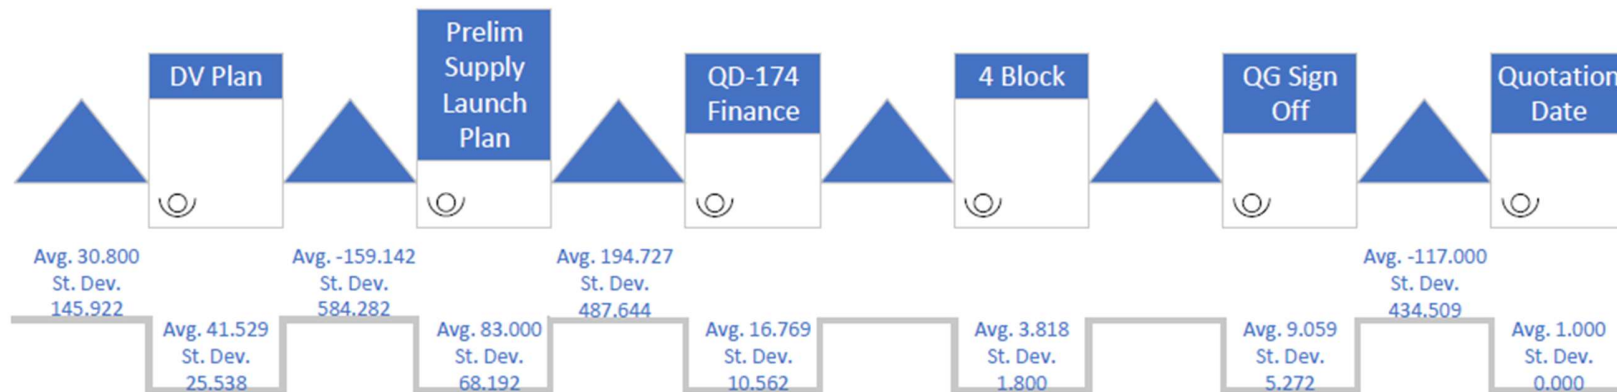 DV Plan
Prelim
Supply
Launch
Plan
QD-174
Finance
4 Block
QG Sign
Off
Quotation
Date
Avg. 30.800
St. Dev.
145.922
Avg. -159.142
St. Dev.
584.282
Avg. 194.727
St. Dev.
487.644
Avg. -117.000
St. Dev.
434.509
Avg. 41.529
St. Dev.
25.538
Avg. 83.000
St. Dev.
68.192
Avg. 16.769
St. Dev.
10.562
Avg. 3.818
St. Dev.
1.800
Avg. 9.059
St. Dev.
5.272
Avg. 1.000
St. Dev.
0.000